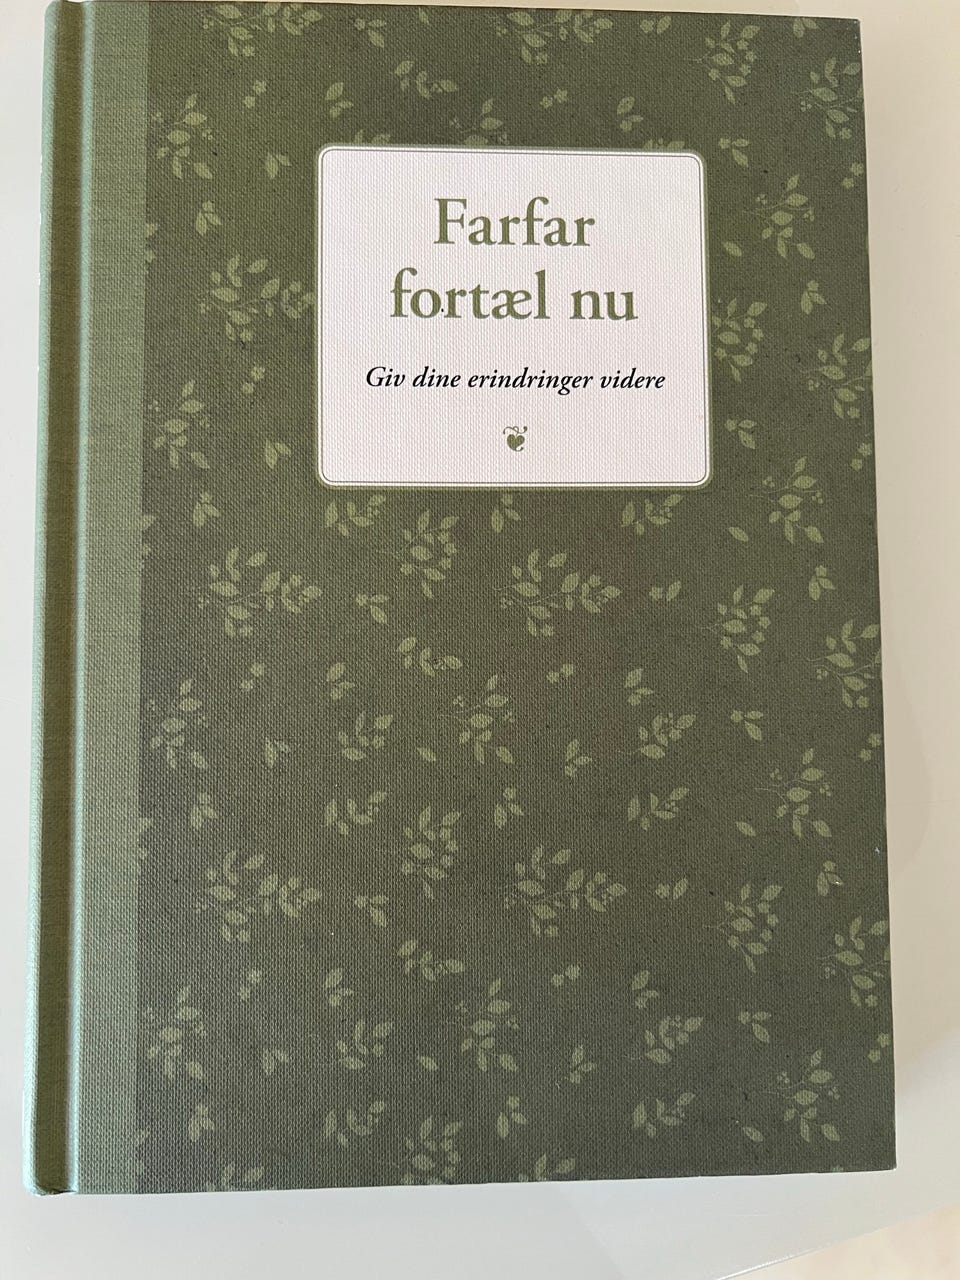 Farfar
fortæl nu
Giv dine erindringer videre